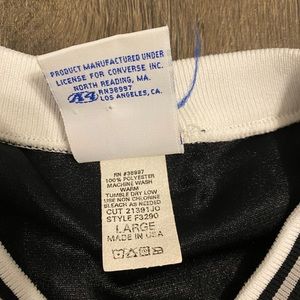 PRODUCT MANUFACTURED UNDER
LICENSE FOR CONVERSE INC.
NORTH READING, MA.
A4 RN38997
LOS ANGELES, CA.
RN #38997
100% POLYESTER
MACHINE WASH
WARM
TUMBLE DRY LOW
USE NON CHLORINE
BLEACH AS NEEDED
CUT 21391JO
STYLE F3290
LARGE
MADE IN USA